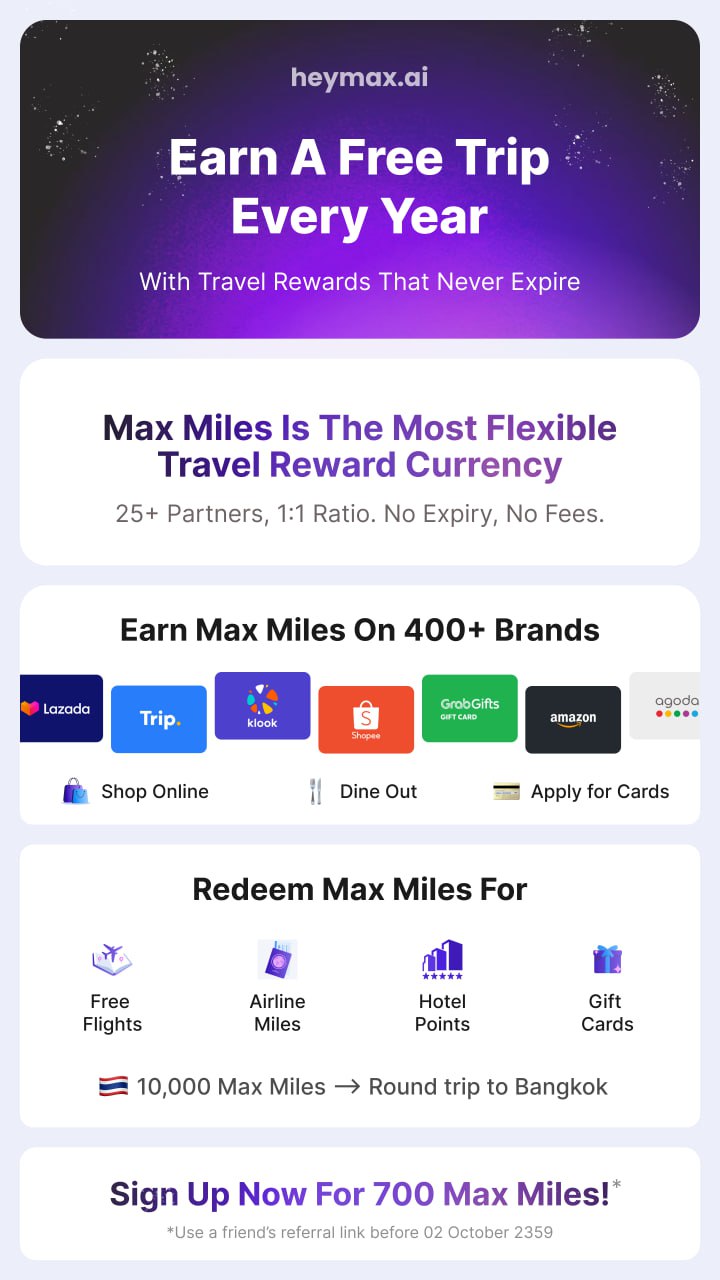 heymax.ai
Earn A Free Trip
Every Year
With Travel Rewards That Never Expire
Max Miles Is The Most Flexible
Travel Reward Currency
25+ Partners, 1:1 Ratio. No Expiry, No Fees.
Earn Max Miles On 400+ Brands
Lazada
Trip.
klook
S
Shopee
GrabGifts
GIFT CARD
amazon
agoda
Shop Online
Dine Out
Apply for Cards
Redeem Max Miles For
Free
Flights
Airline
Miles
Hotel
Points
Gift
Cards
10,000 Max Miles → Round trip to Bangkok
Sign Up Now For 700 Max Miles!*
*Use a friend’s referral link before 02 October 2359